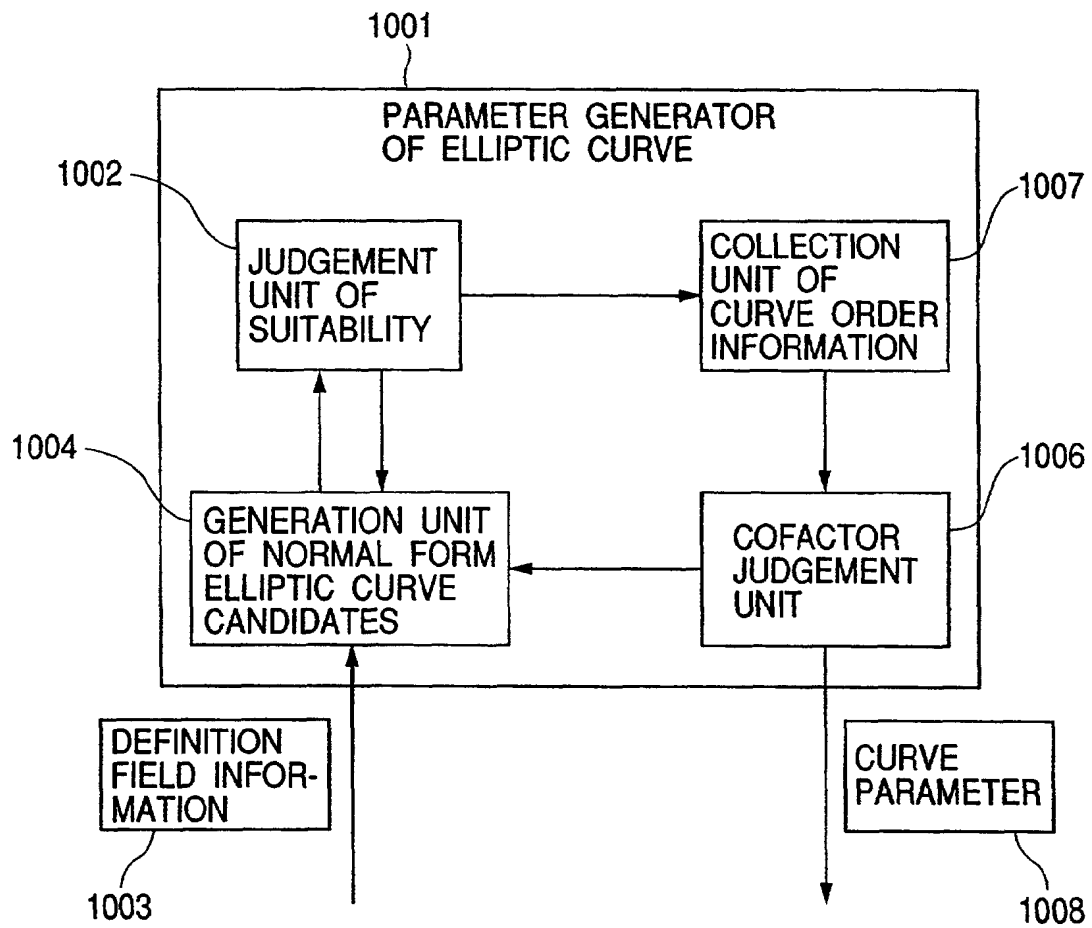 1001
PARAMETER GENERATOR
OF ELLIPTIC CURVE
1002
1007
JUDGEMENT
UNIT OF
SUITABILITY
COLLECTION
UNIT OF
CURVE ORDER
INFORMATION
1004
1006
GENERATION UNIT
OF NORMAL FORM
ELLIPTIC CURVE
CANDIDATES
COFACTOR
JUDGEMENT
UNIT
DEFINITION
FIELD INFOR-
MATION
CURVE
PARAMETER
1003
1008